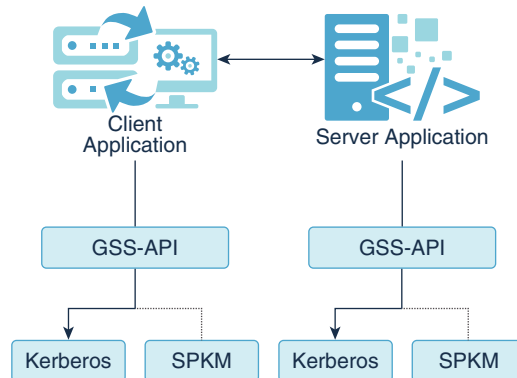 Client
Application
Server Application
GSS-API
GSS-API
Kerberos
SPKM
Kerberos
SPKM